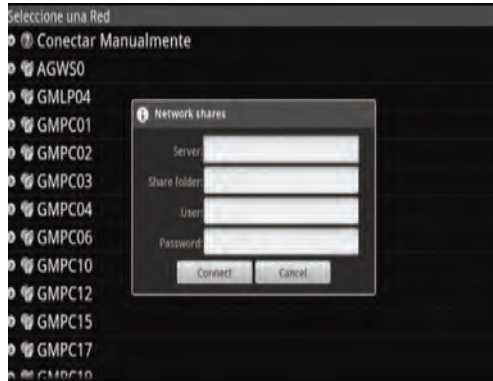 Seleccione una Red
Conectar Manualmente
AGWS0
GMLP04
GMPC01
GMPC02
GMPC03
GMPC04
GMPC06
GMPC10
GMPC12
GMPC15
GMPC17
GMPC19
Network shares
Server:
Share folder:
User:
Password:
Connect
Cancel